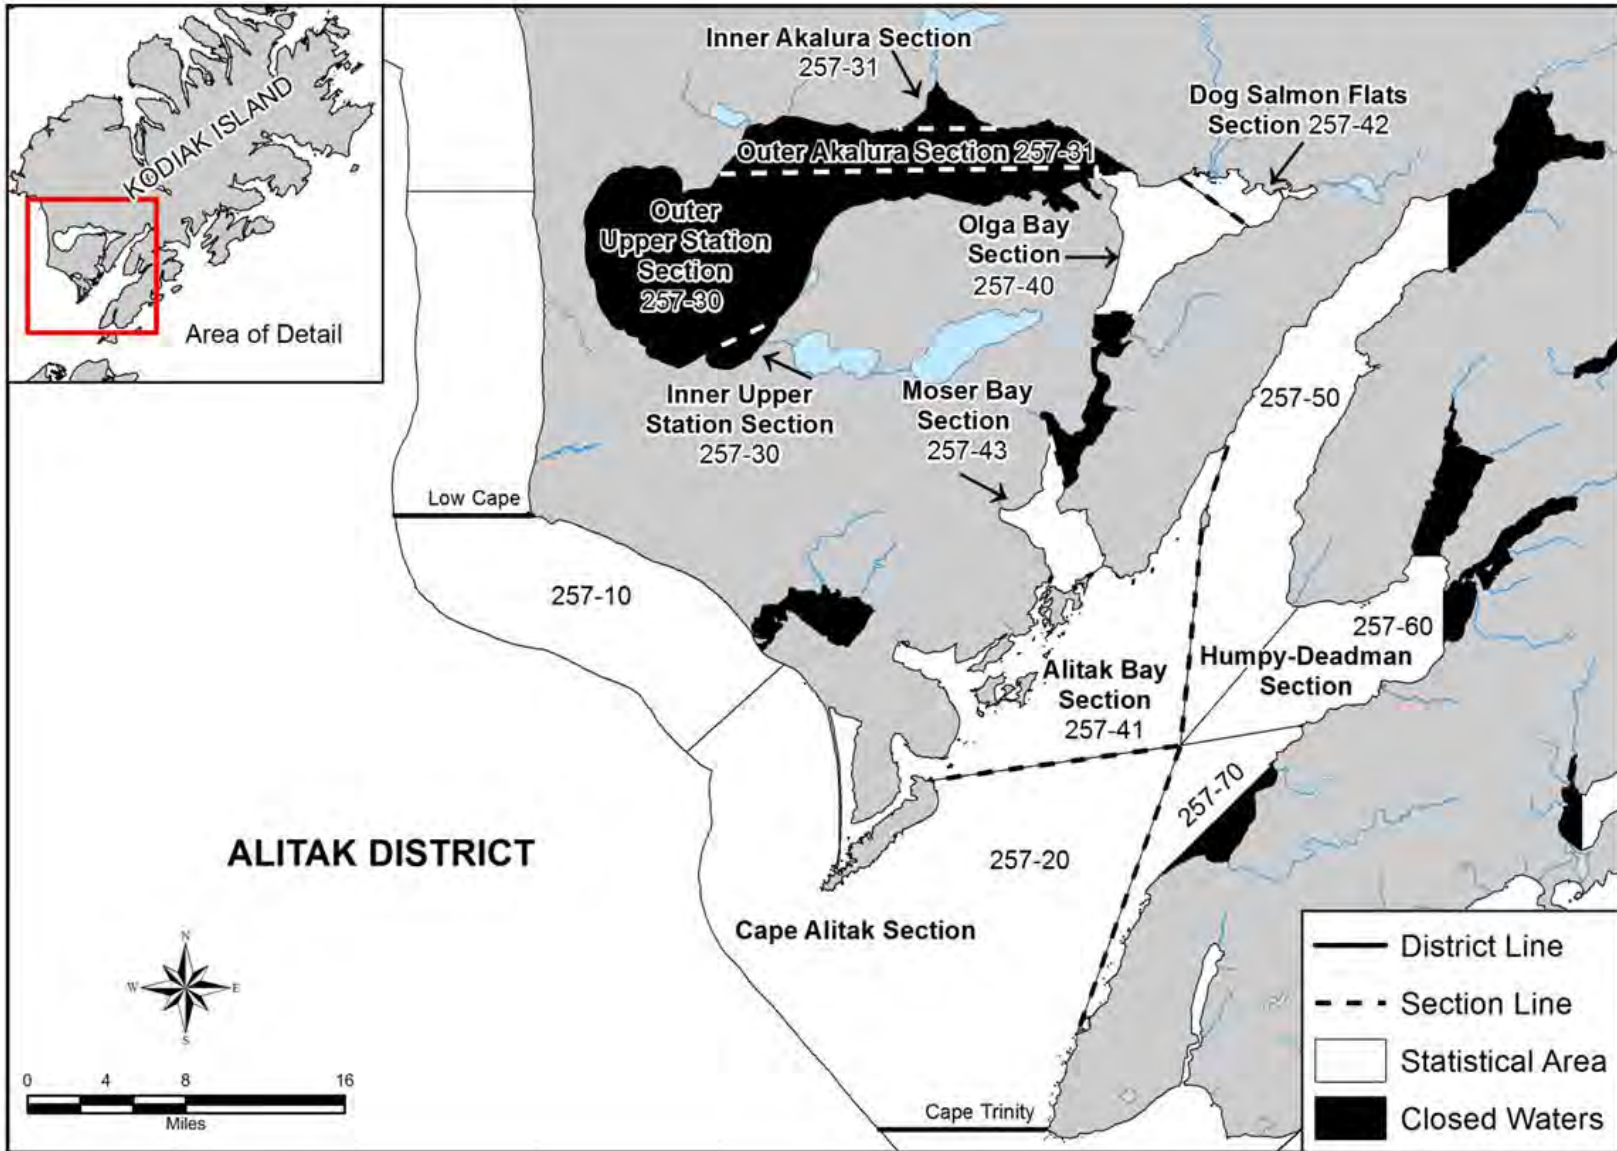 KODIAK ISLAND
Area of Detail
Inner Akalura Section
257-31
Dog Salmon Flats
Section 257-42
Outer Akalura Section 257-31
Outer
Upper Station
Section
257-30
Olga Bay
Section
257-40
Inner Upper
Station Section
257-30
Moser Bay
Section
257-43
257-50
Low Cape
257-10
257-60
Humpy-Deadman
Section
Alitak Bay
Section
257-41
257-70
257-20
ALITAK DISTRICT
Cape Alitak Section
N
W
E
S
0 4 8 16
Miles
Cape Trinity
District Line
Section Line
Statistical Area
Closed Waters